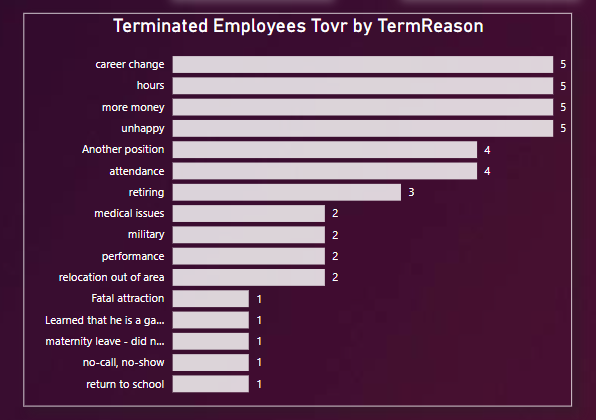 Terminated Employees Tovr by TermReason
career change 5
hours 5
more money 5
unhappy 5
Another position 4
attendance 4
retiring 3
medical issues 2
military 2
performance 2
relocation out of area 2
Fatal attraction 1
Learned that he is a ga... 1
maternity leave - did n... 1
no-call, no-show 1
return to school 1